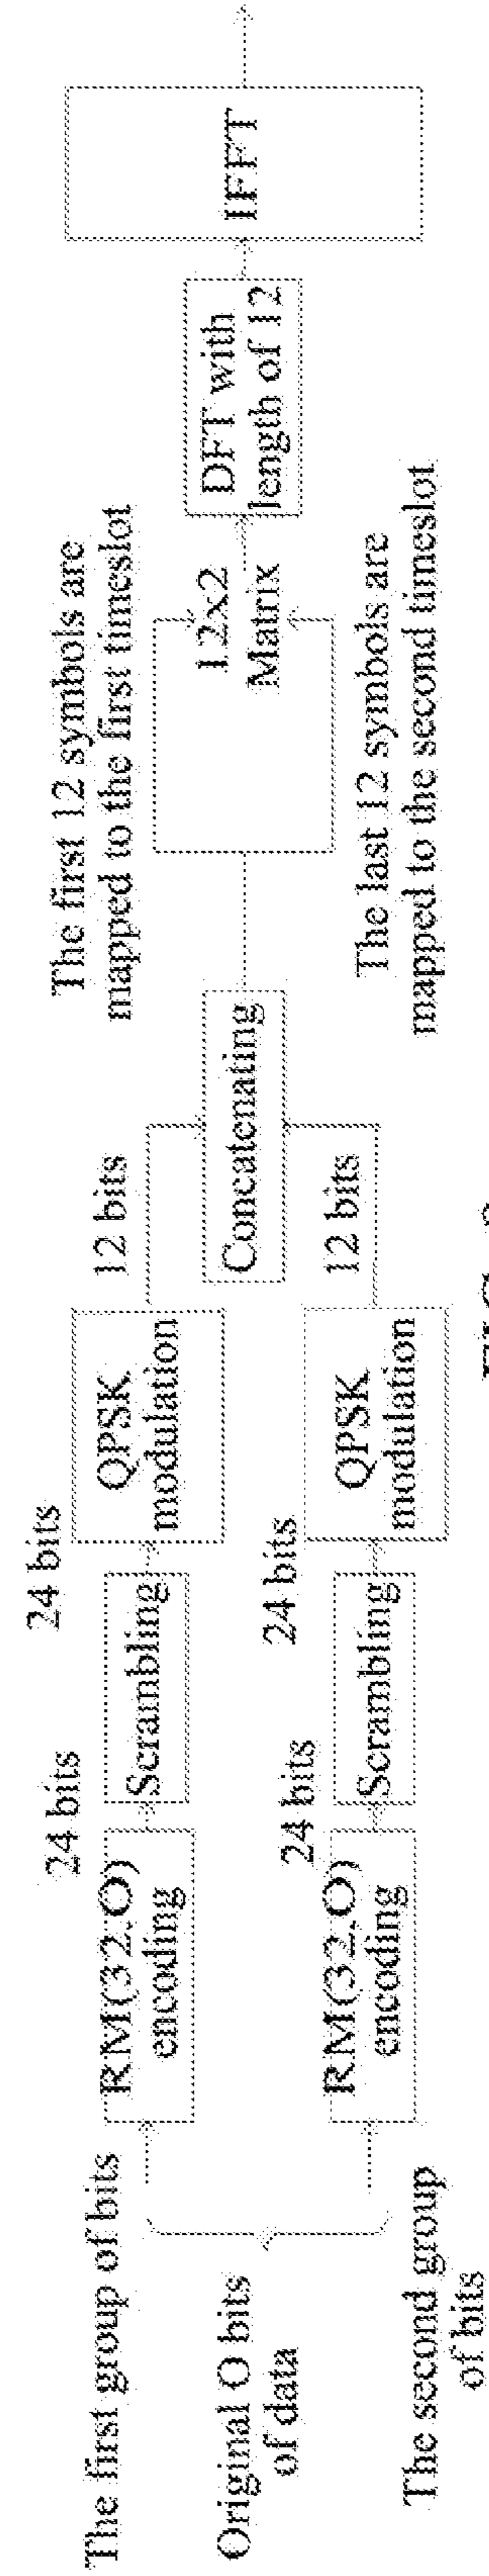 The first group of bits
Original O bits
of data
The second group
of bits
RM(32,O)
encoding
24 bits
Scrambling
24 bits
QPSK
modulation
12 bits
RM(32,O)
encoding
24 bits
Scrambling
24 bits
QPSK
modulation
12 bits
Concatenating
The first 12 symbols are
mapped to the first timeslot
12x2
Matrix
The last 12 symbols are
mapped to the second timeslot
DFT with
length of 12
IFFT